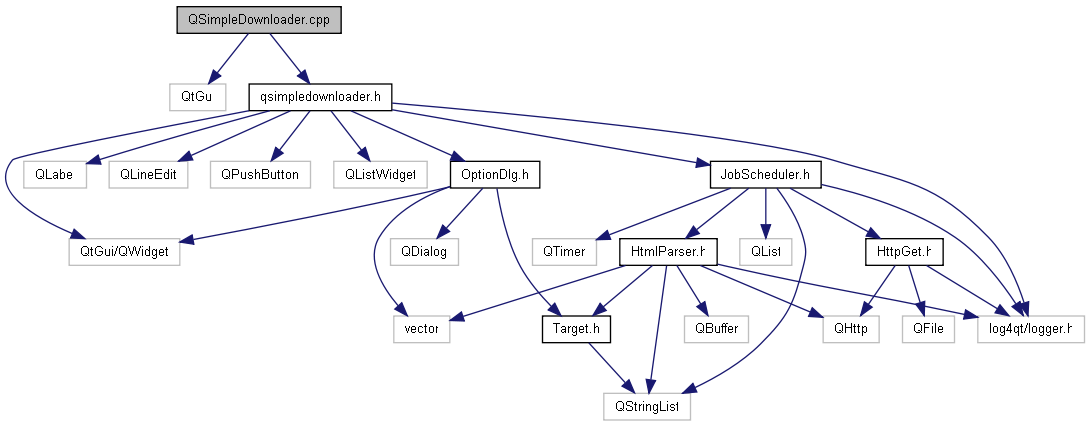 QSimpleDownloader.cpp
QtGu
qsimpledownloader.h
QLabe
QLineEdit
QPushButton
QListWidget
OptionDlg.h
JobScheduler.h
QtGui/QWidget
QDialog
QTimer
HtmlParser.h
QList
HttpGet.h
vector
Target.h
QBuffer
QHttp
QFile
log4qt/logger.h
QStringList